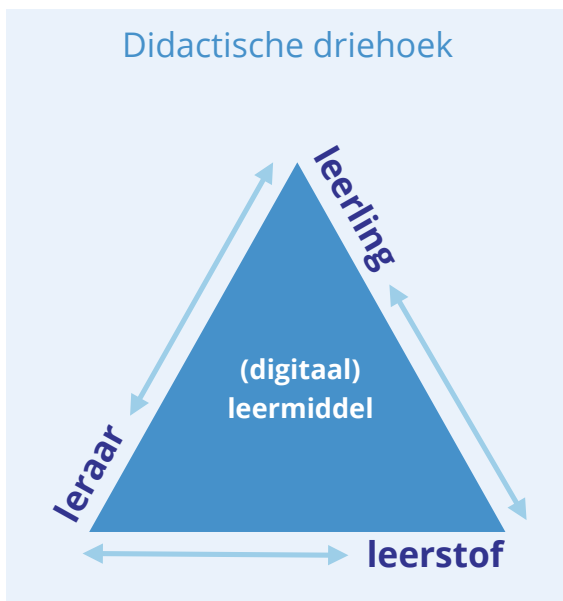 Didactische driehoek
leerling
(digitaal)
leermiddel
leraar
leerstof